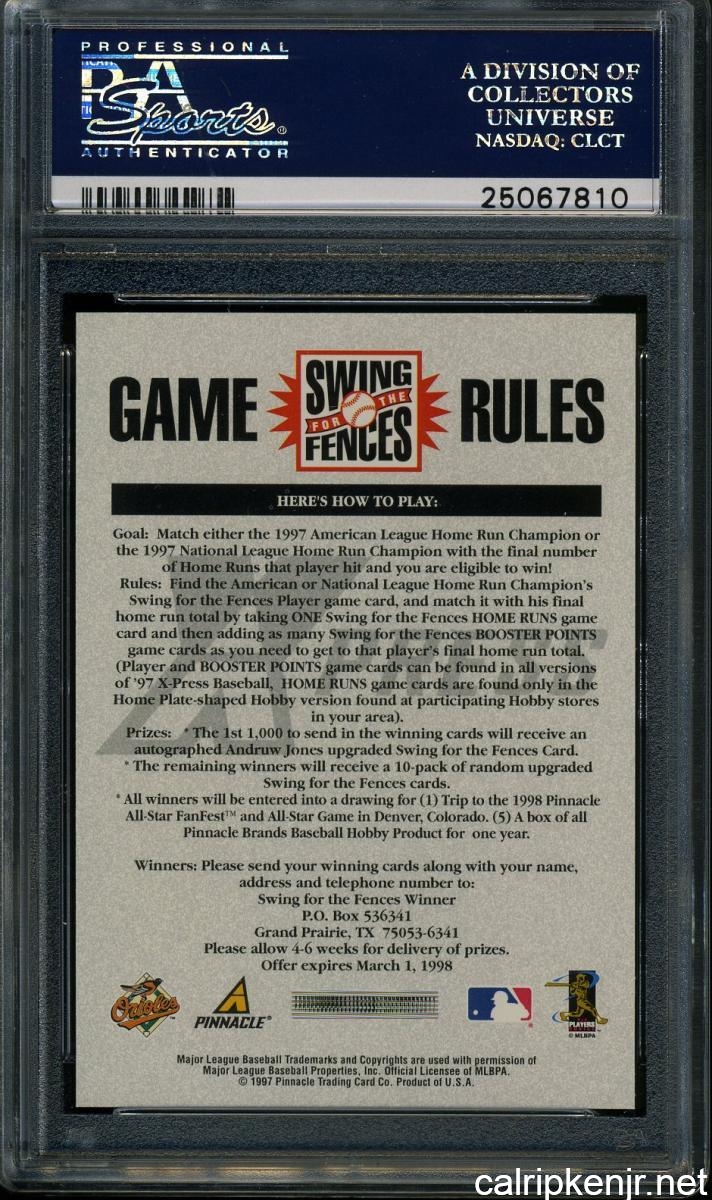 PROFESSIONAL
PSA
Sports®
AUTHENTICATOR
A DIVISION OF
COLLECTORS
UNIVERSE
NASDAQ: CLCT
25067810
GAME
SWING
FOR THE
FENCES
RULES
HERE'S HOW TO PLAY:
Goal: Match either the 1997 American League Home Run Champion or
the 1997 National League Home Run Champion with the final number
of Home Runs that player hit and you are eligible to win!
Rules: Find the American or National League Home Run Champion's
Swing for the Fences Player game card, and match it with his final
home run total by taking ONE Swing for the Fences HOME RUNS game
card and then adding as many Swing for the Fences BOOSTER POINTS
game cards as you need to get to that player's final home run total.
(Player and BOOSTER POINTS game cards can be found in all versions
of '97 X-Press Baseball, HOME RUNS game cards are found only in the
Home Plate-shaped Hobby version found at participating Hobby stores
in your area).
Prizes: *The 1st 1,000 to send in the winning cards will receive an
autographed Andruw Jones upgraded Swing for the Fences Card.
* The remaining winners will receive a 10-pack of random upgraded
Swing for the Fences cards.
* All winners will be entered into a drawing for (1) Trip to the 1998 Pinnacle
All-Star FanFest™ and All-Star Game in Denver, Colorado. (5) A box of all
Pinnacle Brands Baseball Hobby Product for one year.
Winners: Please send your winning cards along with your name,
address and telephone number to:
Swing for the Fences Winner
P.O. Box 536341
Grand Prairie, TX 75053-6341
Please allow 4-6 weeks for delivery of prizes.
Offer expires March 1, 1998
Orioles™
PINNACLE®
PLAYERS
© MLBPA
Major League Baseball Trademarks and Copyrights are used with permission of
Major League Baseball Properties, Inc. Official Licensee of MLBPA.
© 1997 Pinnacle Trading Card Co. Product of U.S.A.
calripkenjr.net